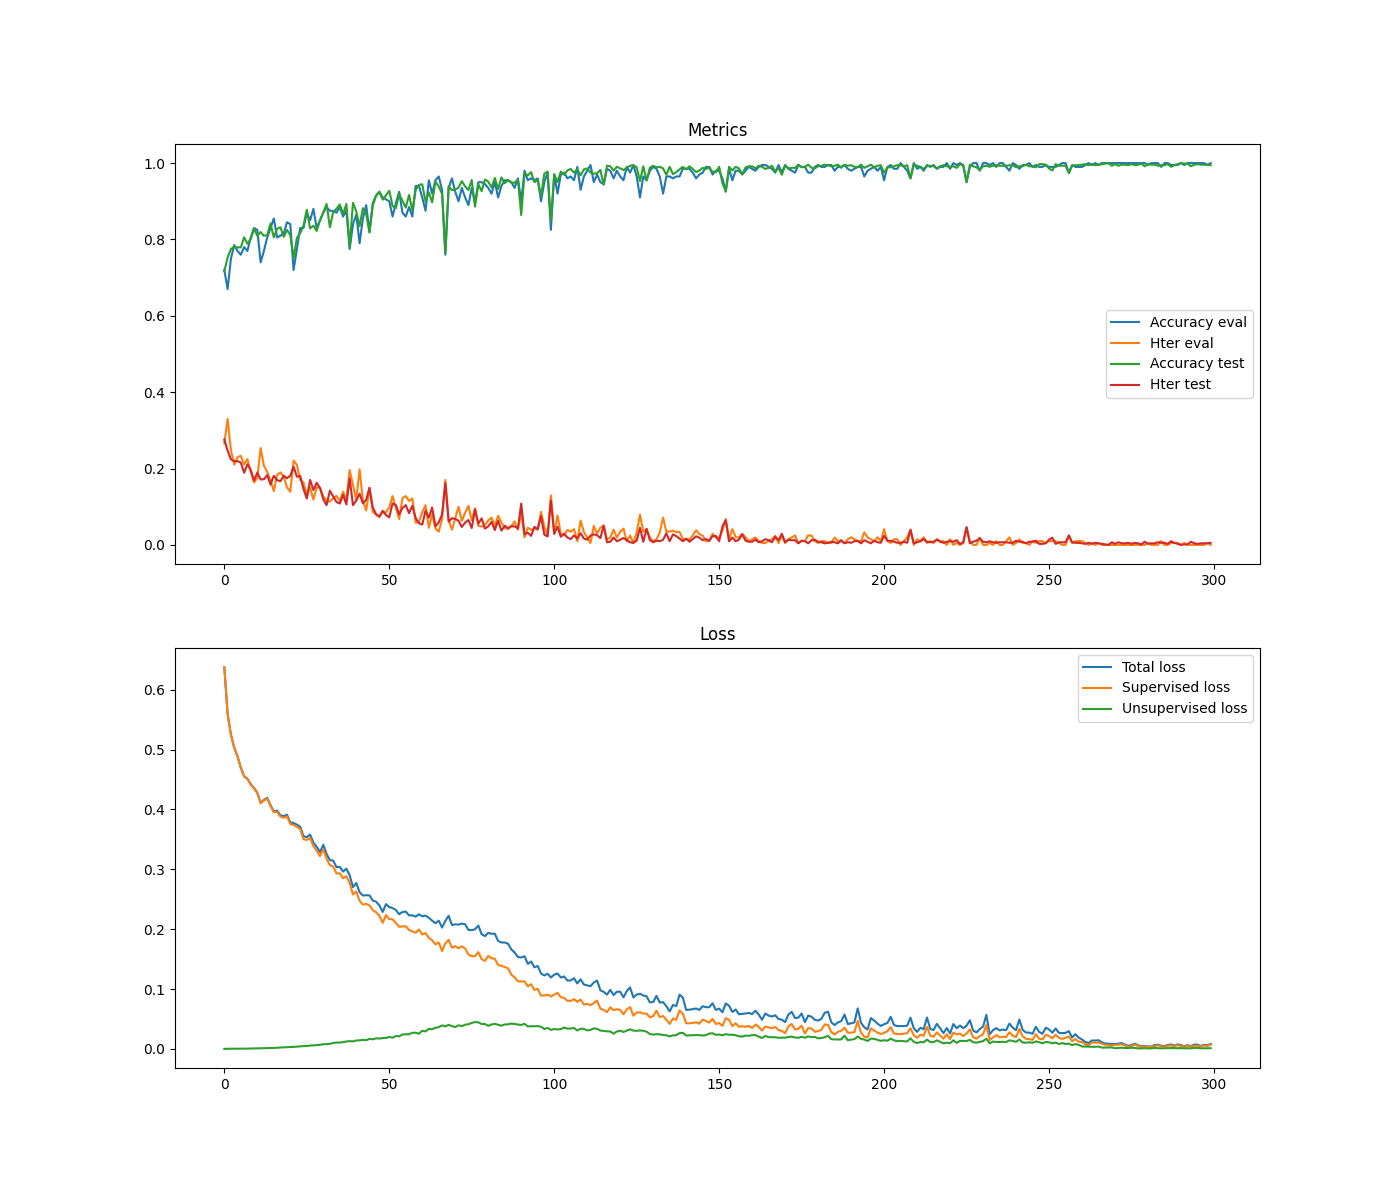 Metrics
1.0
0.8
0.6
0.4
0.2
0.0
Accuracy eval
Hter eval
Accuracy test
Hter test
0 50 100 150 200 250 300
Loss
0.6
0.5
0.4
0.3
0.2
0.1
0.0
Total loss
Supervised loss
Unsupervised loss
0 50 100 150 200 250 300